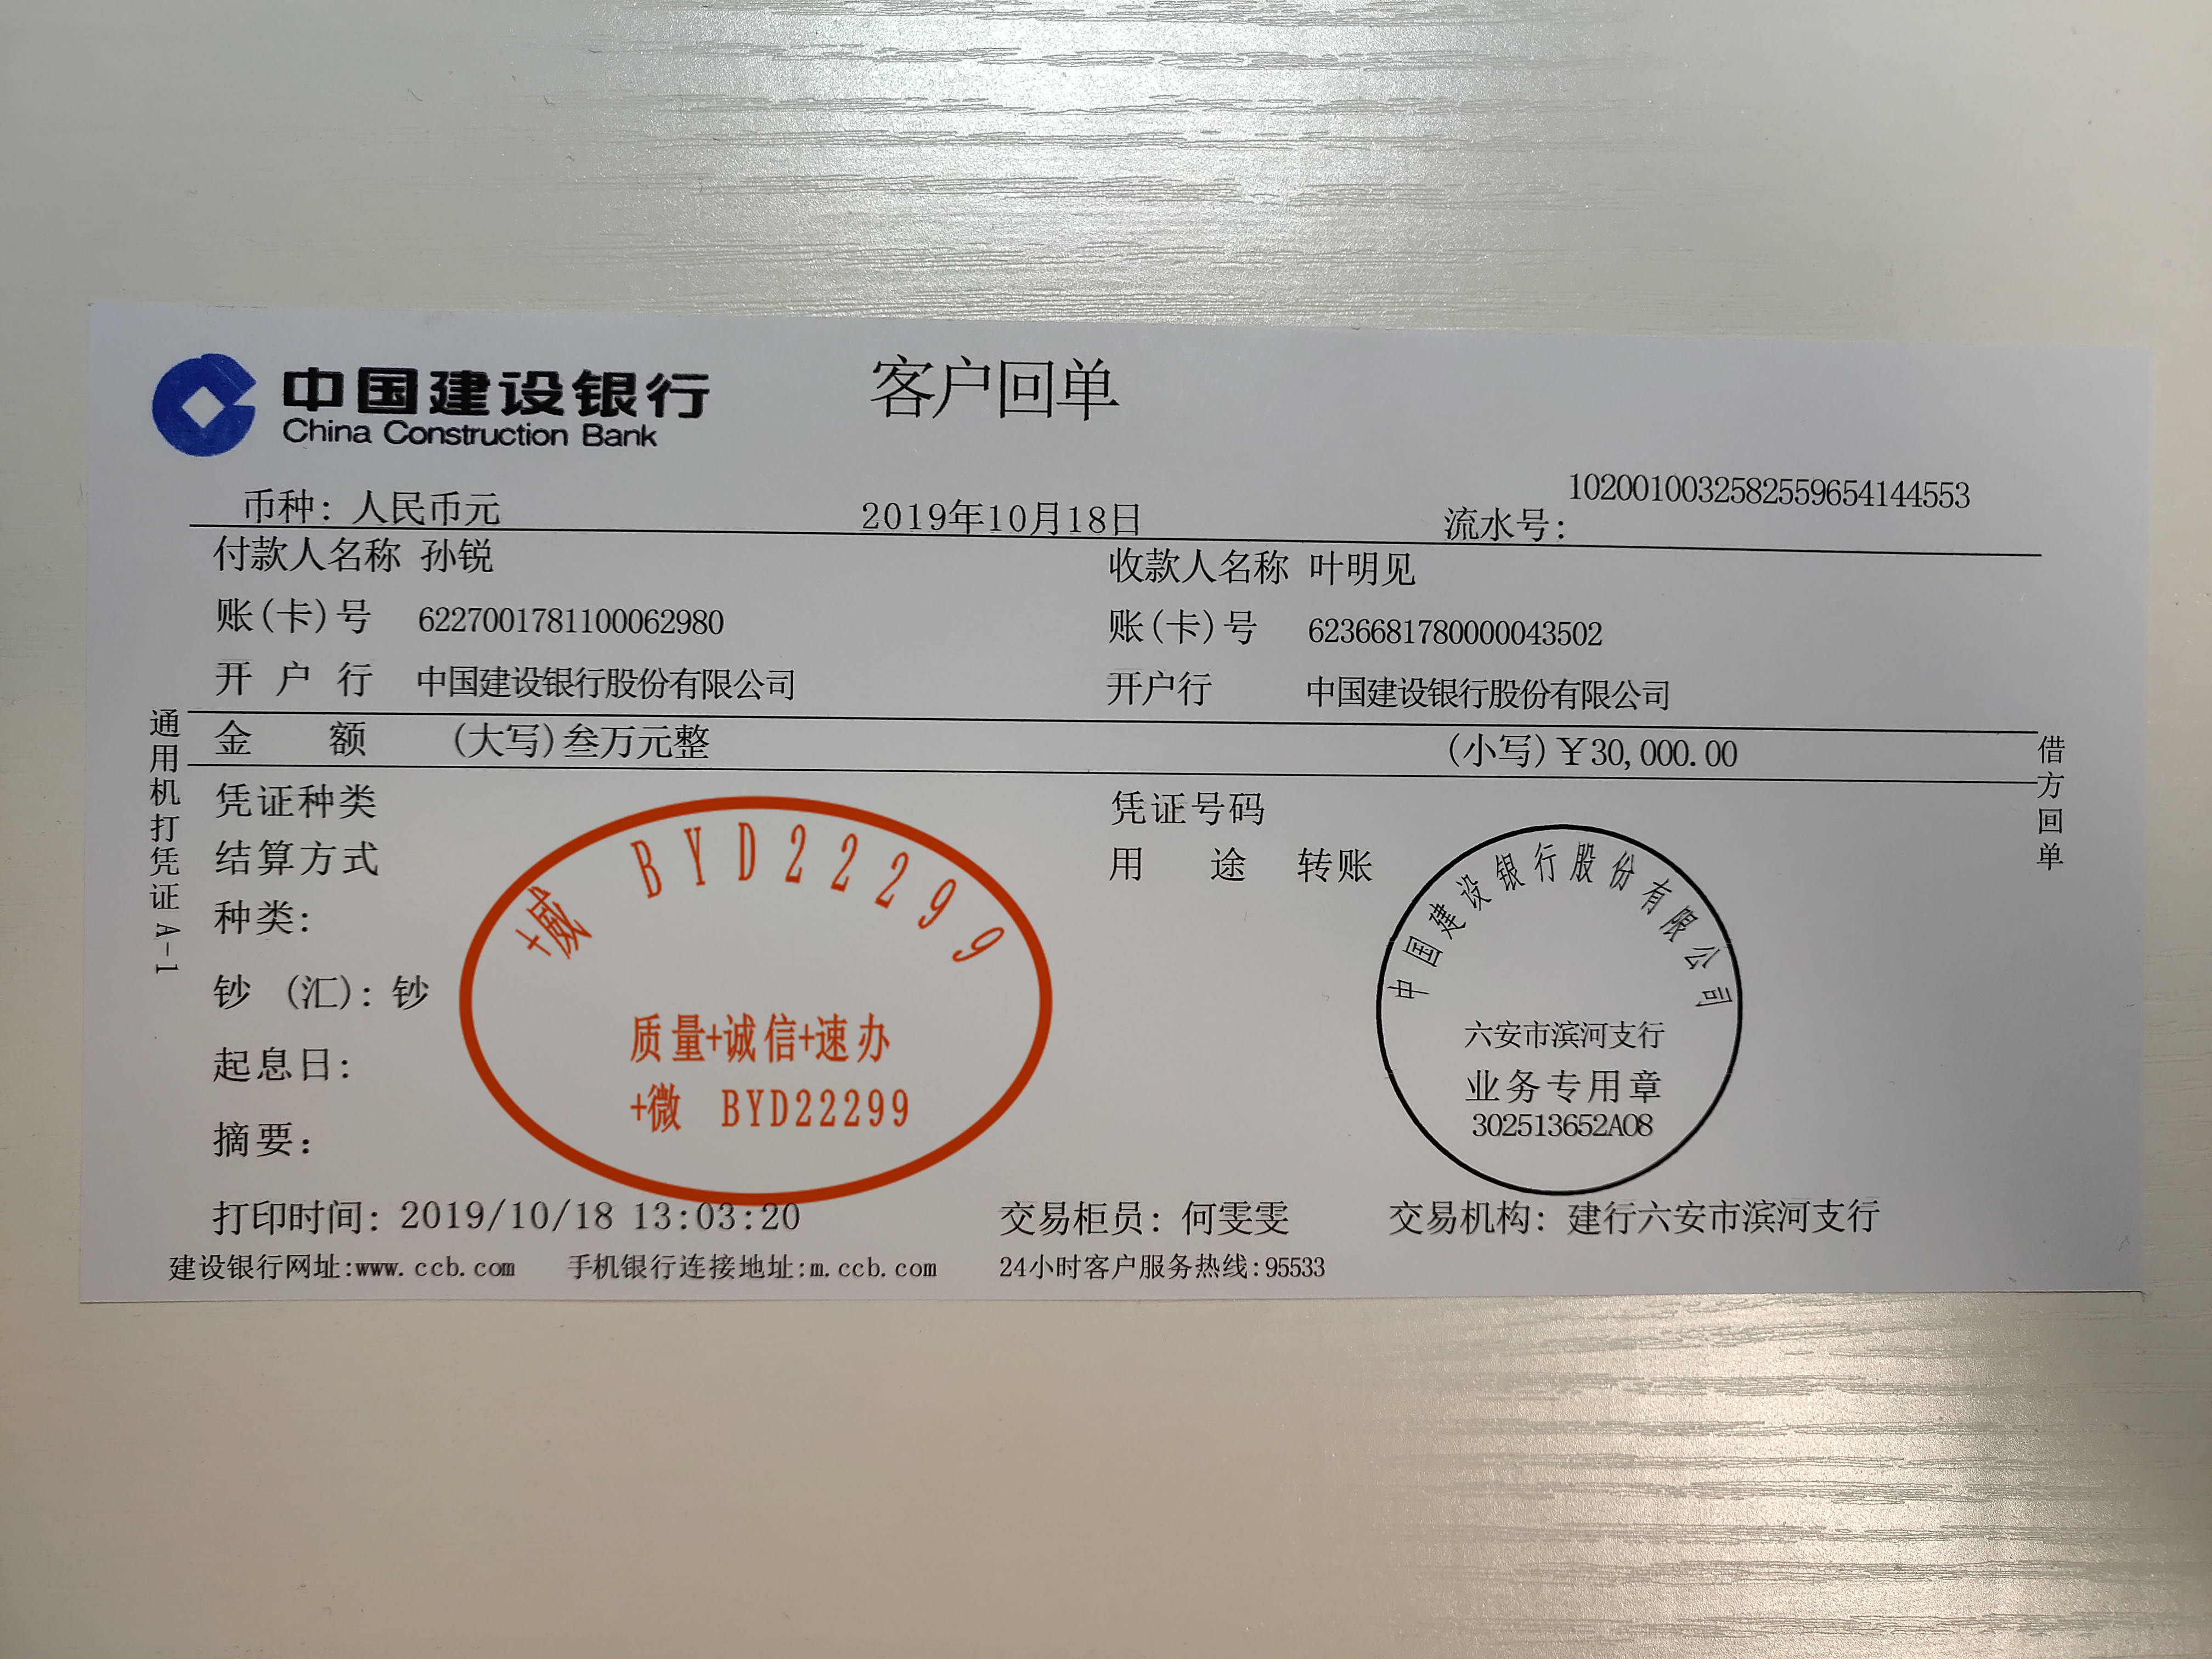 中国建设银行
China Construction Bank
客户回单
币种：人民币元
2019年10月18日
流水号：
1020010032582559654144553
付款人名称 孙锐
收款人名称 叶明见
账(卡)号 6227001781100062980
账(卡)号 6236681780000043502
开 户 行 中国建设银行股份有限公司
开户行 中国建设银行股份有限公司
金 额 (大写)叁万元整
(小写)￥30,000.00
凭证种类
凭证号码
结算方式
用 途 转账
种类：
钞 (汇)：钞
起息日：
摘要：
+微 BYD22299
质量+诚信+速办
+微 BYD22299
中国建设银行股份有限公司
六安市滨河支行
业务专用章
302513652A08
打印时间：2019/10/18 13:03:20
交易柜员：何雯雯
交易机构：建行六安市滨河支行
建设银行网址:www.ccb.com
手机银行连接地址:m.ccb.com
24小时客户服务热线:95533
通用机打凭证A-1
借方回单